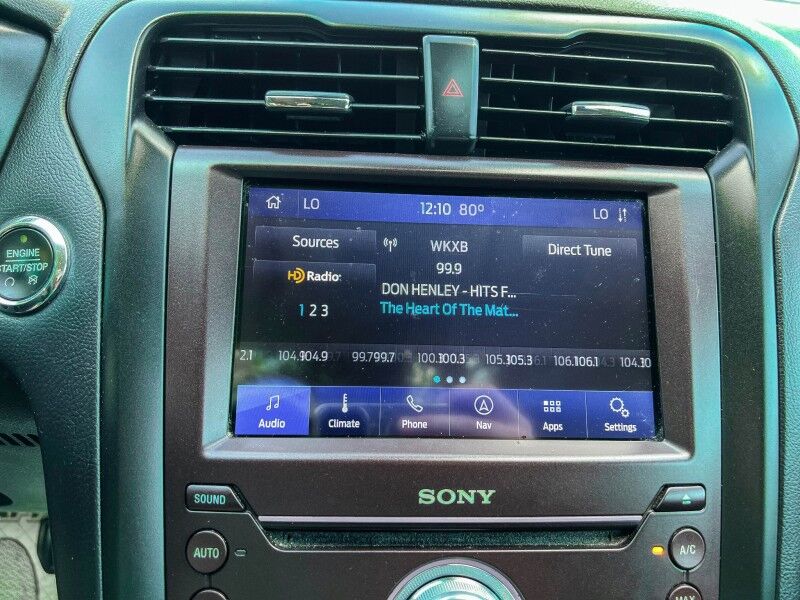 LO 12:10 80° LO
Sources WKXB Direct Tune
99.9
HD Radio
DON HENLEY - HITS F...
1 2 3 The Heart Of The Mat...
2.1 104.9 104.9 99.7 99.7 100.3 100.3 105.3 105.3 106.1 106.1 104.3
Audio Climate Phone Nav Apps Settings
ENGINE
START/STOP
SOUND SONY
AUTO A/C
MAX